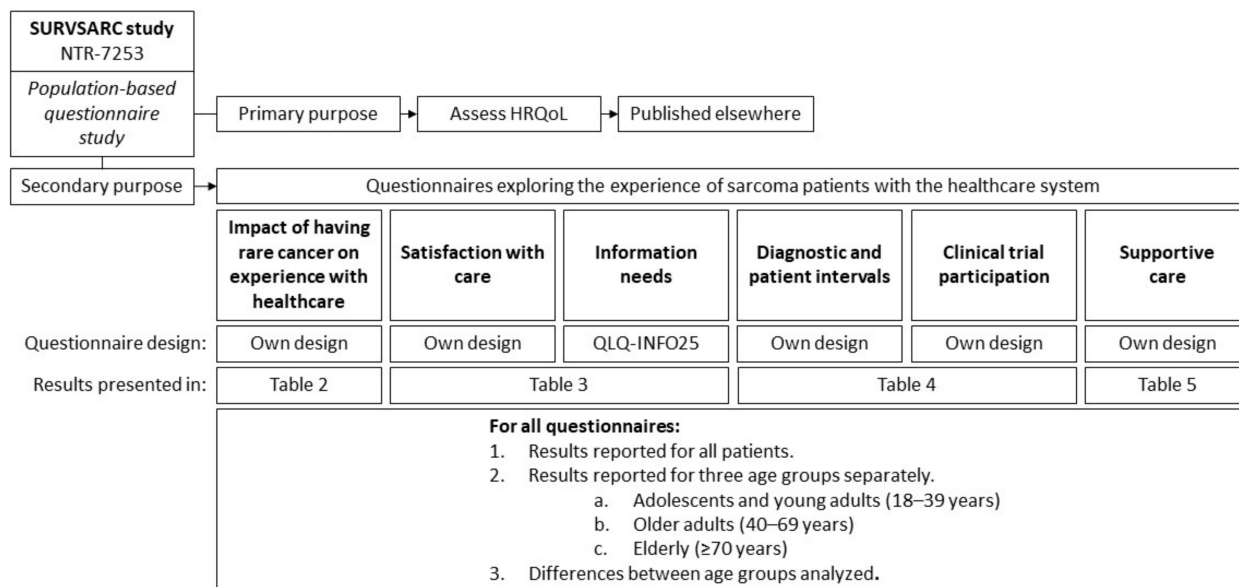 SURVSARC study
NTR-7253
Population-based
questionnaire
study
Primary purpose
Assess HRQoL
Published elsewhere
Secondary purpose
Questionnaires exploring the experience of sarcoma patients with the healthcare system
Impact of having
rare cancer on
experience with
healthcare
Satisfaction with
care
Information
needs
Diagnostic and
patient intervals
Clinical trial
participation
Supportive
care
Questionnaire design:
Own design
Own design
QLQ-INFO25
Own design
Own design
Own design
Results presented in:
Table 2
Table 3
Table 4
Table 5
For all questionnaires:
1. Results reported for all patients.
2. Results reported for three age groups separately.
a. Adolescents and young adults (18–39 years)
b. Older adults (40–69 years)
c. Elderly (≥70 years)
3. Differences between age groups analyzed.